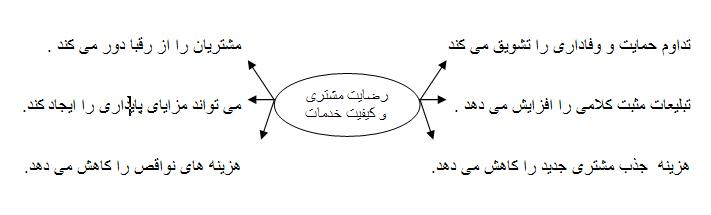 تداوم حمایت و وفاداری را تشویق می کند
مشتریان را از رقبا دور می کند .
رضایت مشتری
و کیفیت خدمات
تبلیغات مثبت کلامی را افزایش می دهد .
می تواند مزایای پایداری را ایجاد کند.
هزینه جذب مشتری جدید را کاهش می دهد.
هزینه های نواقص را کاهش می دهد.